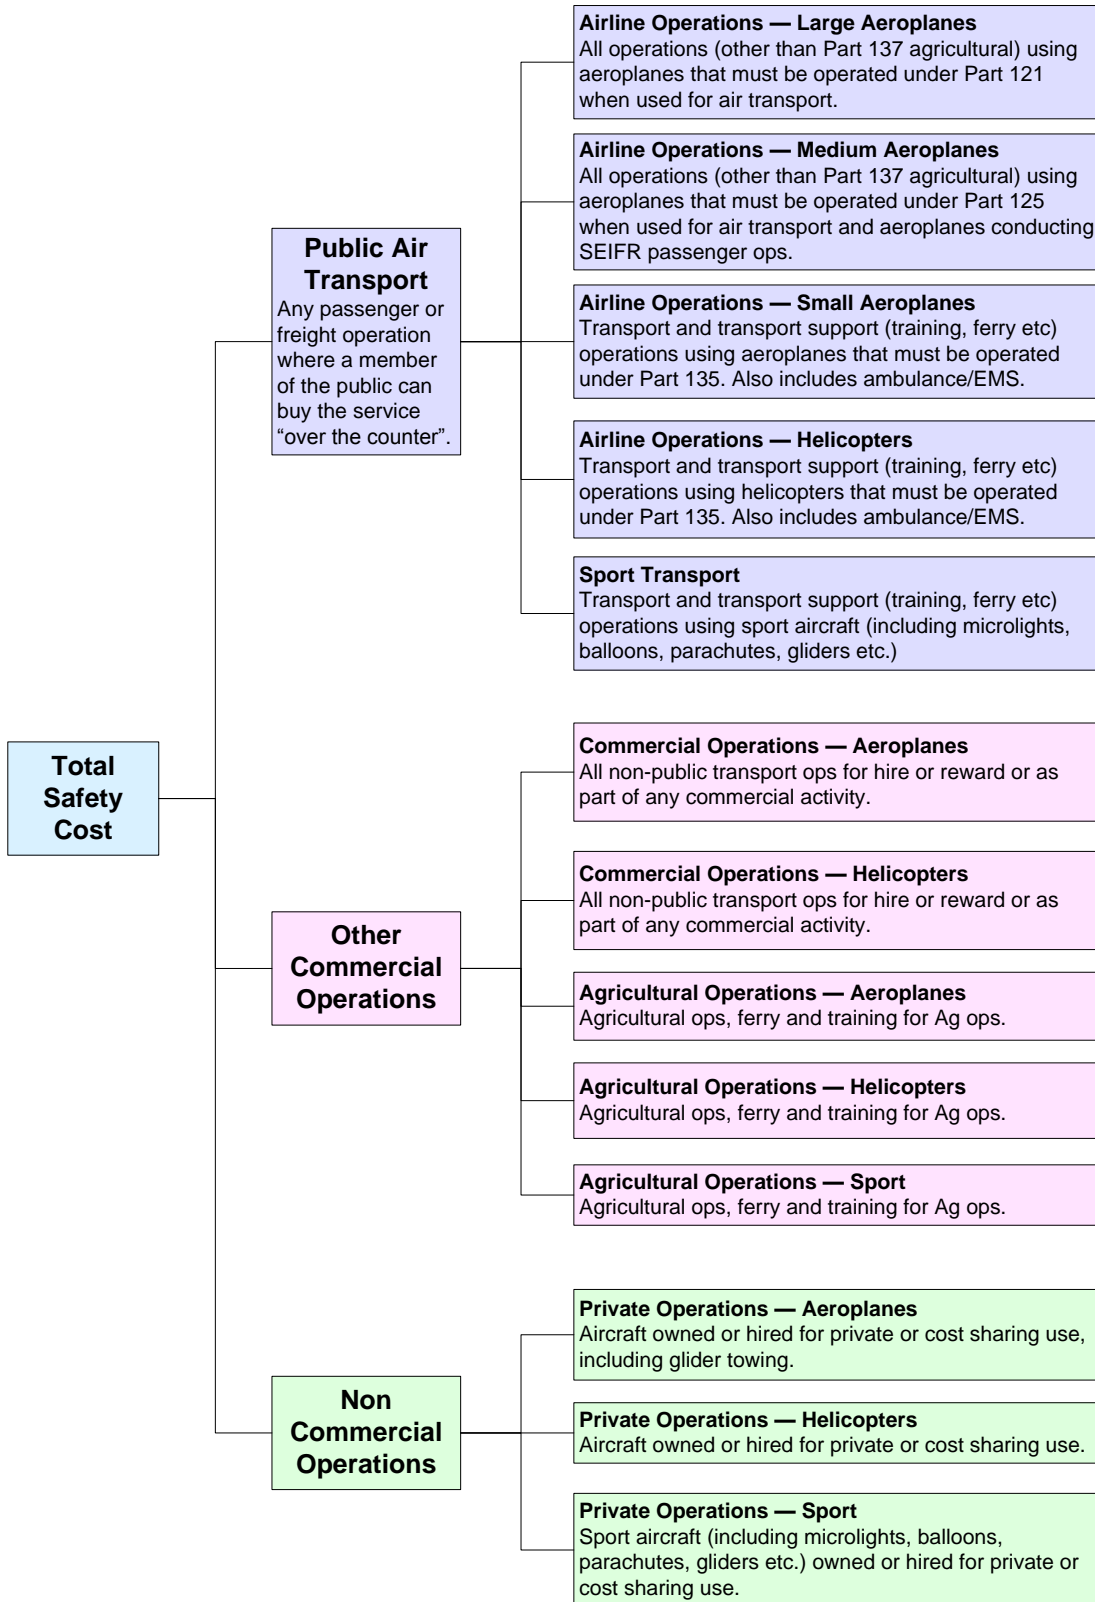 Airline Operations — Large Aeroplanes
All operations (other than Part 137 agricultural) using
aeroplanes that must be operated under Part 121
when used for air transport.
Airline Operations — Medium Aeroplanes
All operations (other than Part 137 agricultural) using
aeroplanes that must be operated under Part 125
when used for air transport and aeroplanes conducting
SEIFR passenger ops.
Public Air
Transport
Any passenger or
freight operation
where a member
of the public can
buy the service
“over the counter”.
Airline Operations — Small Aeroplanes
Transport and transport support (training, ferry etc)
operations using aeroplanes that must be operated
under Part 135. Also includes ambulance/EMS.
Airline Operations — Helicopters
Transport and transport support (training, ferry etc)
operations using helicopters that must be operated
under Part 135. Also includes ambulance/EMS.
Sport Transport
Transport and transport support (training, ferry etc)
operations using sport aircraft (including microlights,
balloons, parachutes, gliders etc.)
Total
Safety
Cost
Commercial Operations — Aeroplanes
All non-public transport ops for hire or reward or as
part of any commercial activity.
Commercial Operations — Helicopters
All non-public transport ops for hire or reward or as
part of any commercial activity.
Other
Commercial
Operations
Agricultural Operations — Aeroplanes
Agricultural ops, ferry and training for Ag ops.
Agricultural Operations — Helicopters
Agricultural ops, ferry and training for Ag ops.
Agricultural Operations — Sport
Agricultural ops, ferry and training for Ag ops.
Private Operations — Aeroplanes
Aircraft owned or hired for private or cost sharing use,
including glider towing.
Non
Commercial
Operations
Private Operations — Helicopters
Aircraft owned or hired for private or cost sharing use.
Private Operations — Sport
Sport aircraft (including microlights, balloons,
parachutes, gliders etc.) owned or hired for private or
cost sharing use.